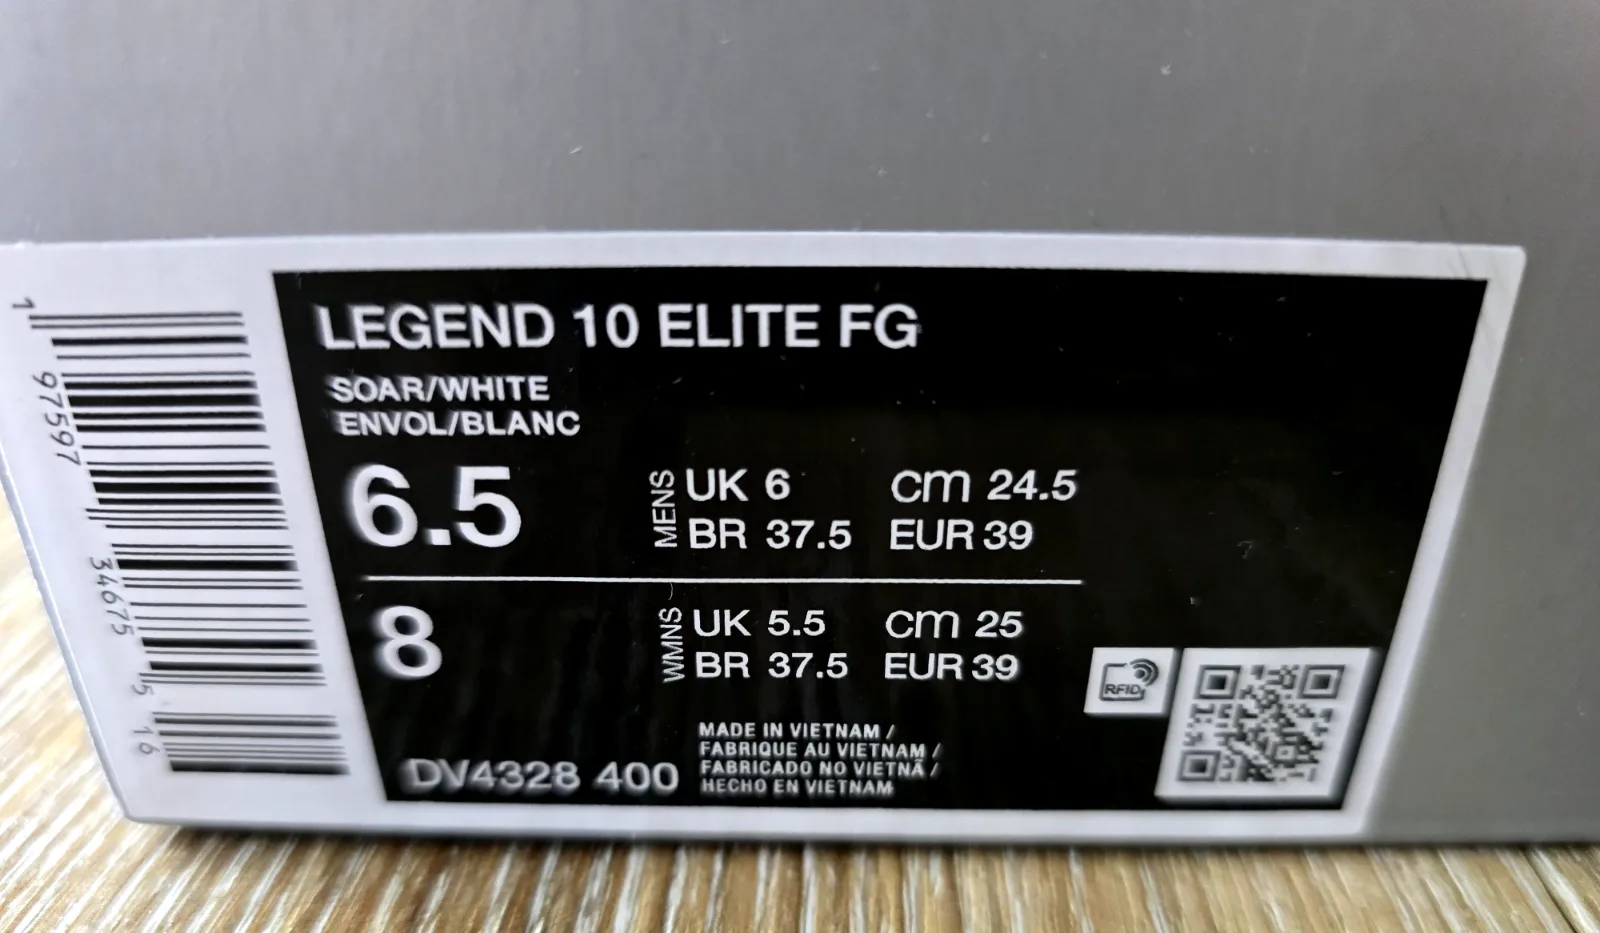 LEGEND 10 ELITE FG
SOAR/WHITE
ENVOL/BLANC
6.5 MENS UK 6 cm 24.5
BR 37.5 EUR 39
8 WMNS UK 5.5 cm 25
BR 37.5 EUR 39
DV4328 400
MADE IN VIETNAM /
FABRIQUE AU VIETNAM /
FABRICADO NO VIETNÃ /
HECHO EN VIETNAM
RFID
1 97597 34675 5 16